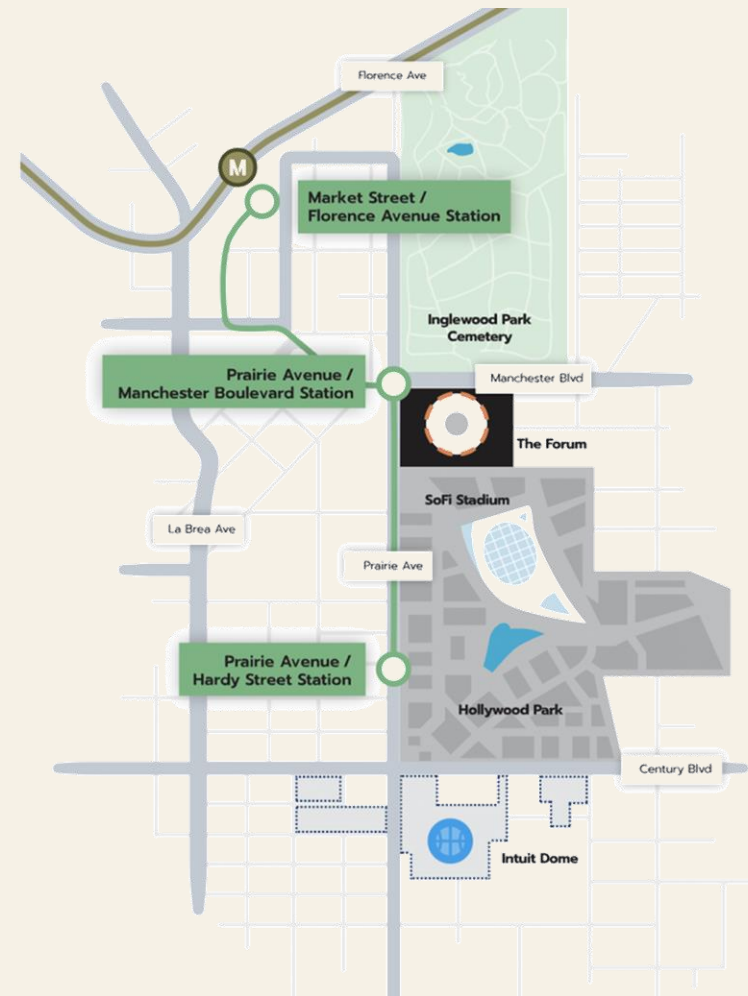 Florence Ave
M
Market Street /
Florence Avenue Station
Inglewood Park
Cemetery
Prairie Avenue /
Manchester Boulevard Station
Manchester Blvd
The Forum
SoFi Stadium
La Brea Ave
Prairie Ave
Prairie Avenue /
Hardy Street Station
Hollywood Park
Century Blvd
Intuit Dome